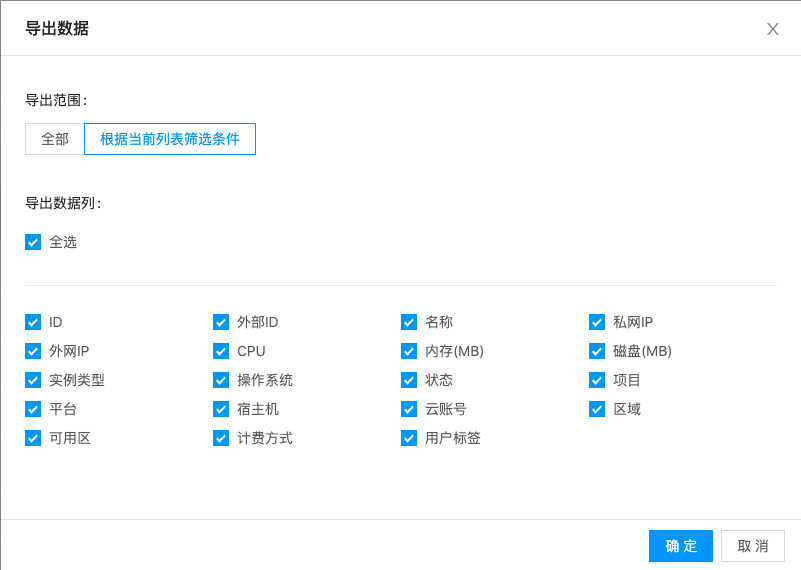 导出数据
导出范围：
全部 根据当前列表筛选条件
导出数据列：
全选
ID 外部ID 名称 私网IP
外网IP CPU 内存(MB) 磁盘(MB)
实例类型 操作系统 状态 项目
平台 宿主机 云账号 区域
可用区 计费方式 用户标签
确 定 取 消